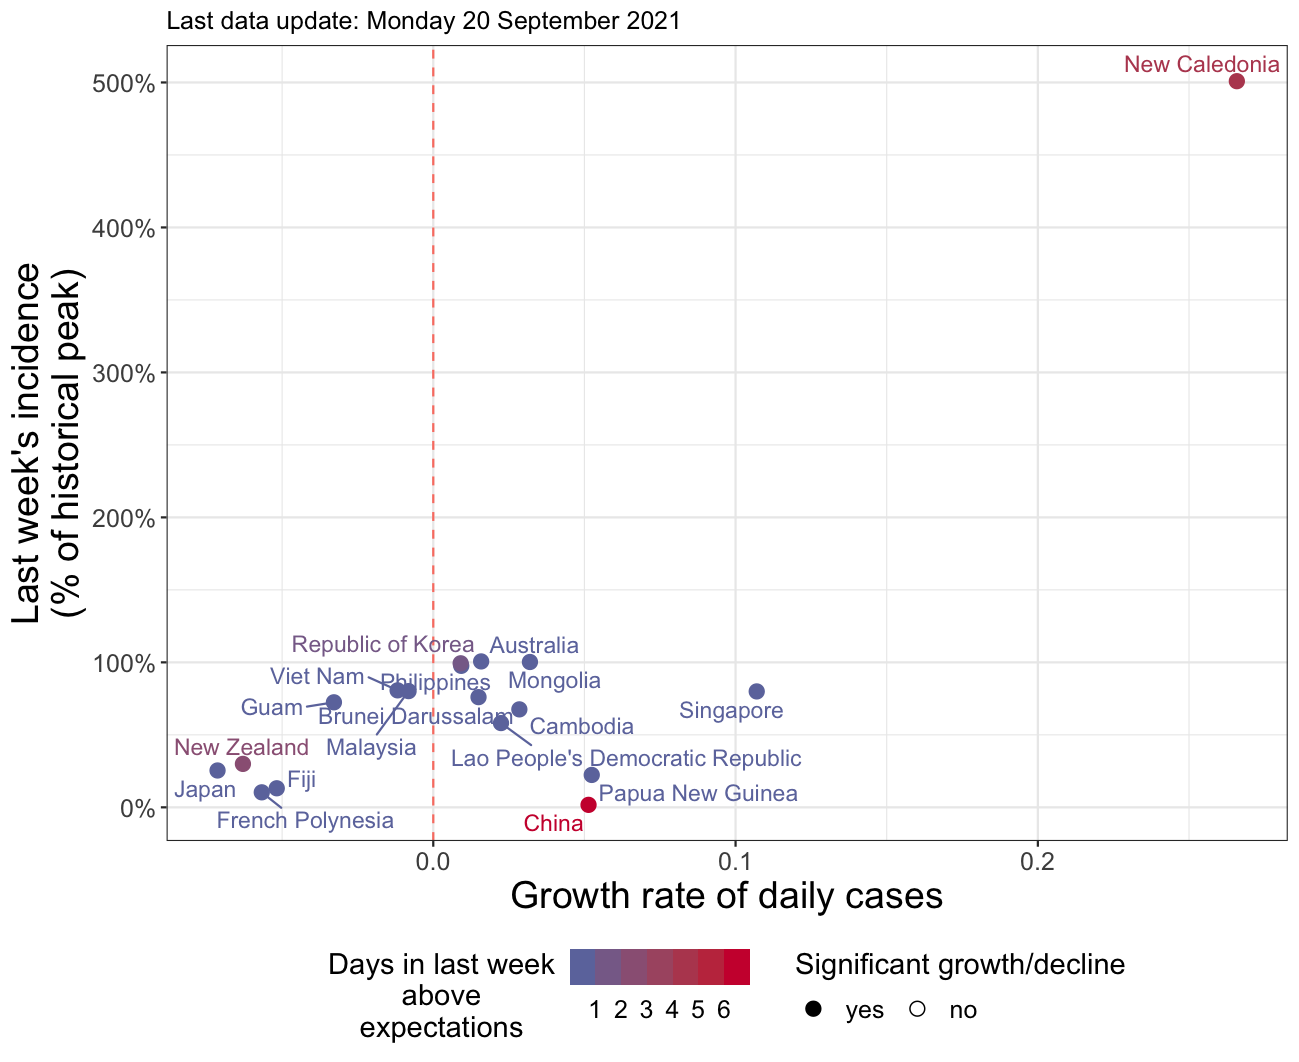 Last data update: Monday 20 September 2021
Last week's incidence
(% of historical peak)
500%
400%
300%
200%
100%
0%
New Caledonia
Republic of Korea
Australia
Viet Nam
Philippines
Mongolia
Guam
Brunei Darussalam
Singapore
Cambodia
New Zealand
Malaysia
Lao People's Democratic Republic
Japan
Fiji
Papua New Guinea
French Polynesia
China
0.0
0.1
0.2
Growth rate of daily cases
Days in last week
above
expectations
1 2 3 4 5 6
Significant growth/decline
yes no